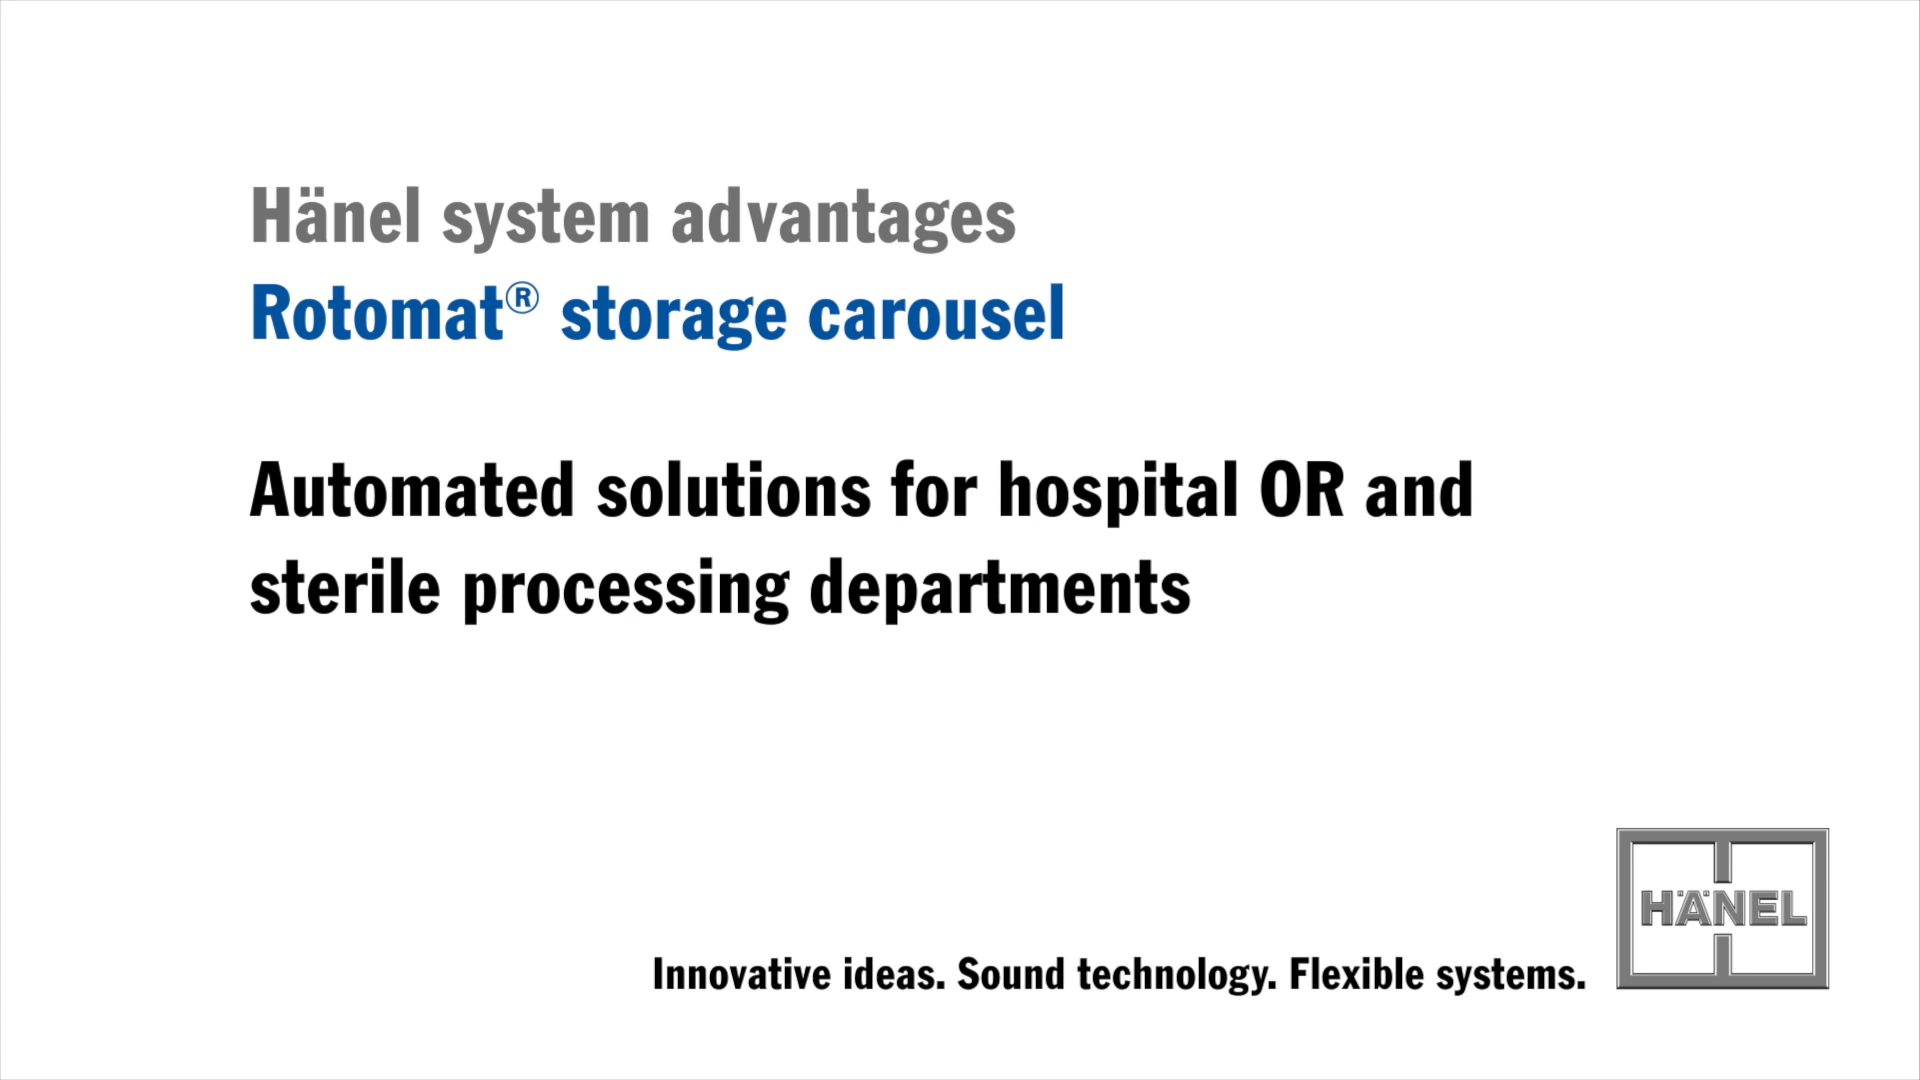 Hänel system advantages
Rotomat® storage carousel
Automated solutions for hospital OR and
sterile processing departments
HÄNEL
Innovative ideas. Sound technology. Flexible systems.